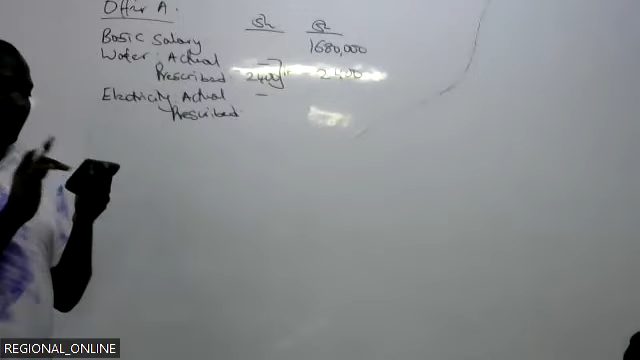 Offer A.
Sh Sh
Basic Salary 1680,000
Water: Actual –
Prescribed 2400 2400
Electricity: Actual –
Prescribed
REGIONAL_ONLINE